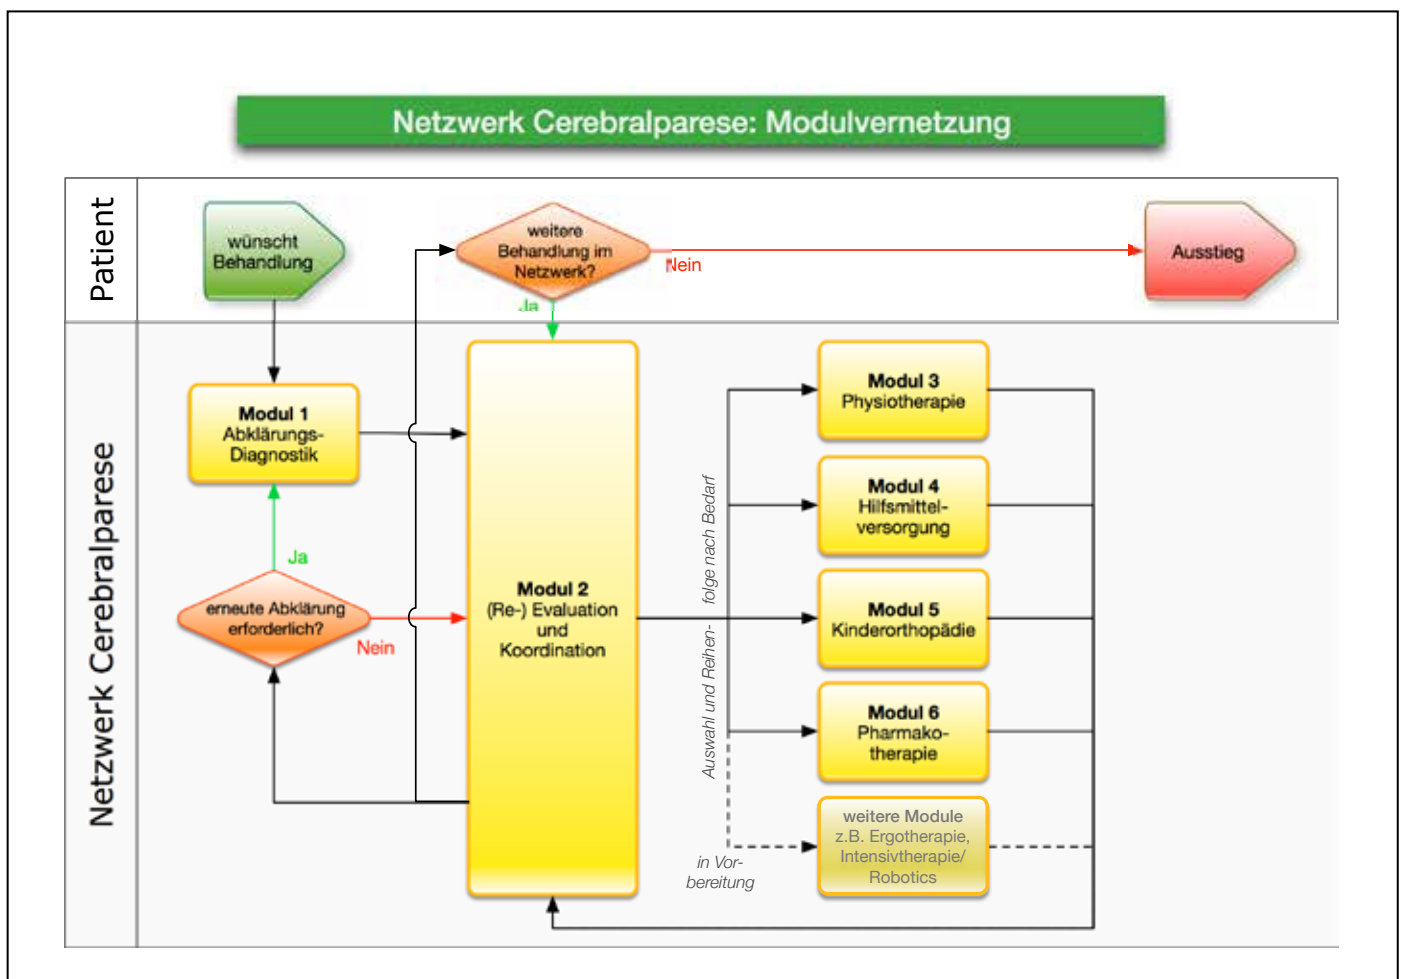 Netzwerk Cerebralparese: Modulvernetzung
Patient
wünscht
Behandlung
weitere
Behandlung im
Netzwerk?
Nein
Ja
Ausstieg
Netzwerk Cerebralparese
Modul 1
Abklärungs-
Diagnostik
Ja
erneute Abklärung
erforderlich?
Nein
Modul 2
(Re-) Evaluation
und
Koordination
Auswahl und Reihen- folge nach Bedarf
in Vor-
bereitung
Modul 3
Physiotherapie
Modul 4
Hilfsmittel-
versorgung
Modul 5
Kinderorthopädie
Modul 6
Pharmako-
therapie
weitere Module
z.B. Ergotherapie,
Intensivtherapie/
Robotics